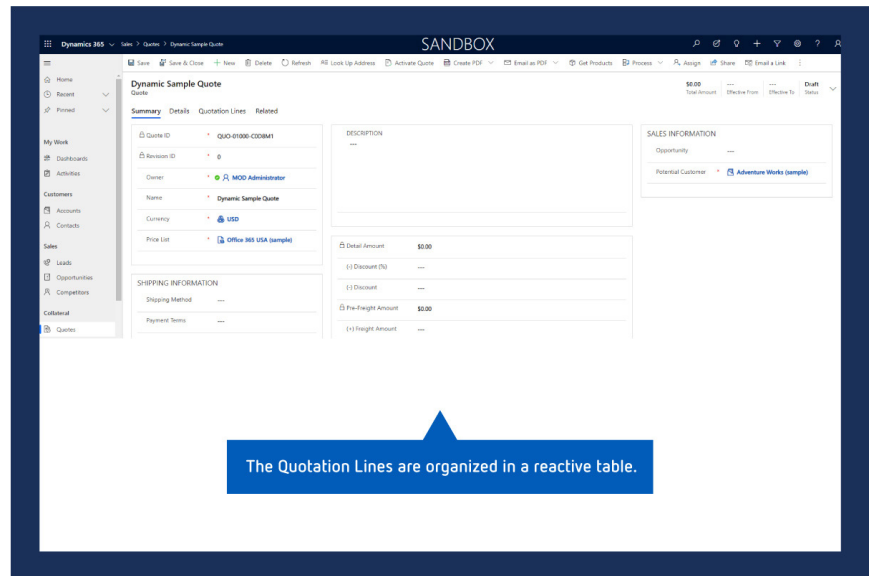 Dynamics 365 Sales > Quotes > Dynamic Sample Quote SANDBOX
Save Save & Close New Delete Refresh Look Up Address Activate Quote Create PDF Email as PDF Get Products Process Assign Share Email a Link
Home
Recent
Pinned
My Work
Dashboards
Activities
Customers
Accounts
Contacts
Sales
Leads
Opportunities
Competitors
Collateral
Quotes
Dynamic Sample Quote
Quote
$0.00 --- --- Draft
Total Amount Effective From Effective To Status
Summary Details Quotation Lines Related
Quote ID * QUO-01000-C0D8M1
Revision ID * 0
Owner * MOD Administrator
Name * Dynamic Sample Quote
Currency * USD
Price List * Office 365 USA (sample)
SHIPPING INFORMATION
Shipping Method ---
Payment Terms ---
DESCRIPTION
---
Detail Amount $0.00
(-) Discount (%) ---
(-) Discount ---
Pre-Freight Amount $0.00
(+) Freight Amount ---
SALES INFORMATION
Opportunity ---
Potential Customer * Adventure Works (sample)
The Quotation Lines are organized in a reactive table.